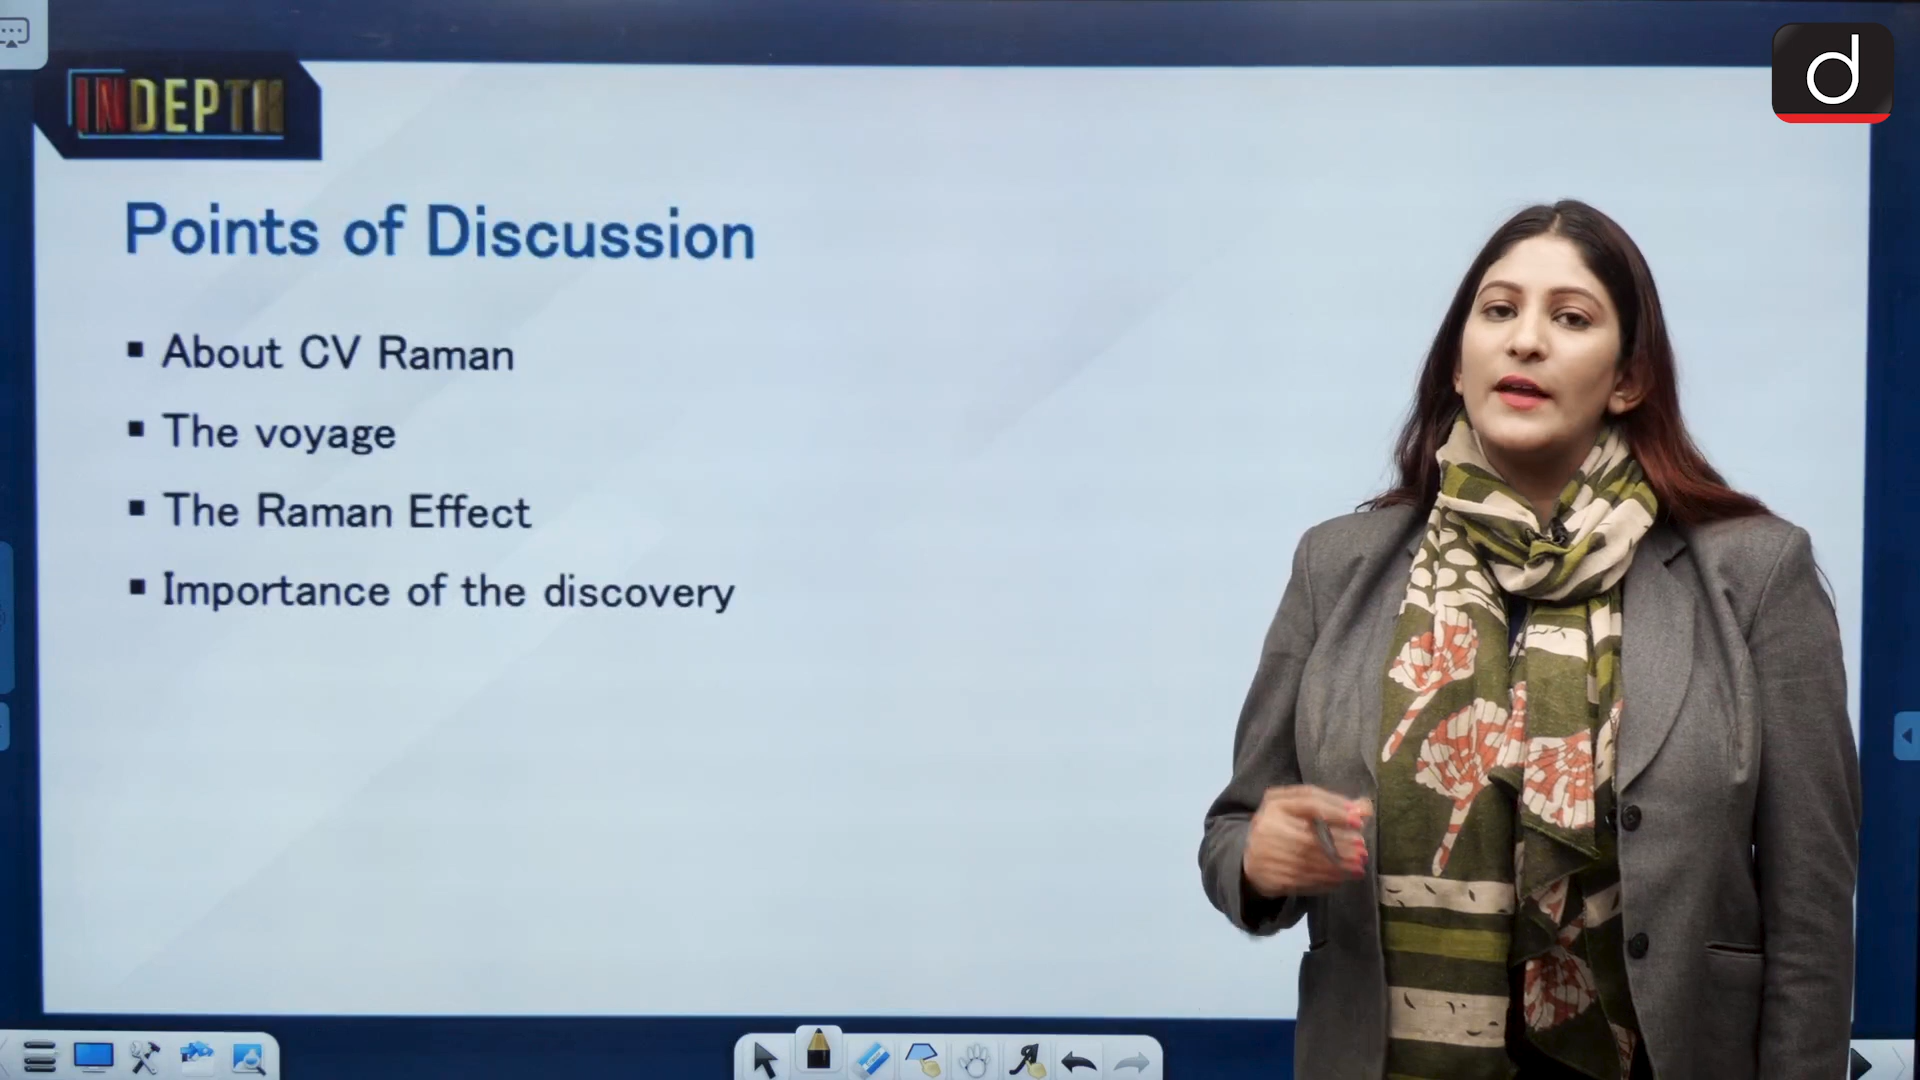 INDEPTH
d
Points of Discussion
▪ About CV Raman
▪ The voyage
▪ The Raman Effect
▪ Importance of the discovery